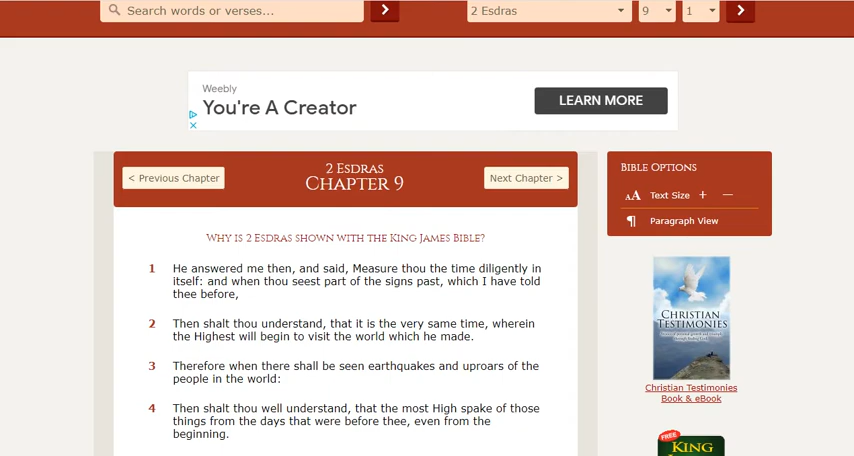 Search words or verses...
2 Esdras 9 1
Weebly
You're A Creator
LEARN MORE
< Previous Chapter
2 Esdras
Chapter 9
Next Chapter >
Bible Options
Text Size + —
Paragraph View
Why is 2 Esdras shown with the King James Bible?
1 He answered me then, and said, Measure thou the time diligently in
itself: and when thou seest part of the signs past, which I have told
thee before,
2 Then shalt thou understand, that it is the very same time, wherein
the Highest will begin to visit the world which he made.
3 Therefore when there shall be seen earthquakes and uproars of the
people in the world:
4 Then shalt thou well understand, that the most High spake of those
things from the days that were before thee, even from the
beginning.
CHRISTIAN
TESTIMONIES
Christian Testimonies
Book & eBook
FREE
KING